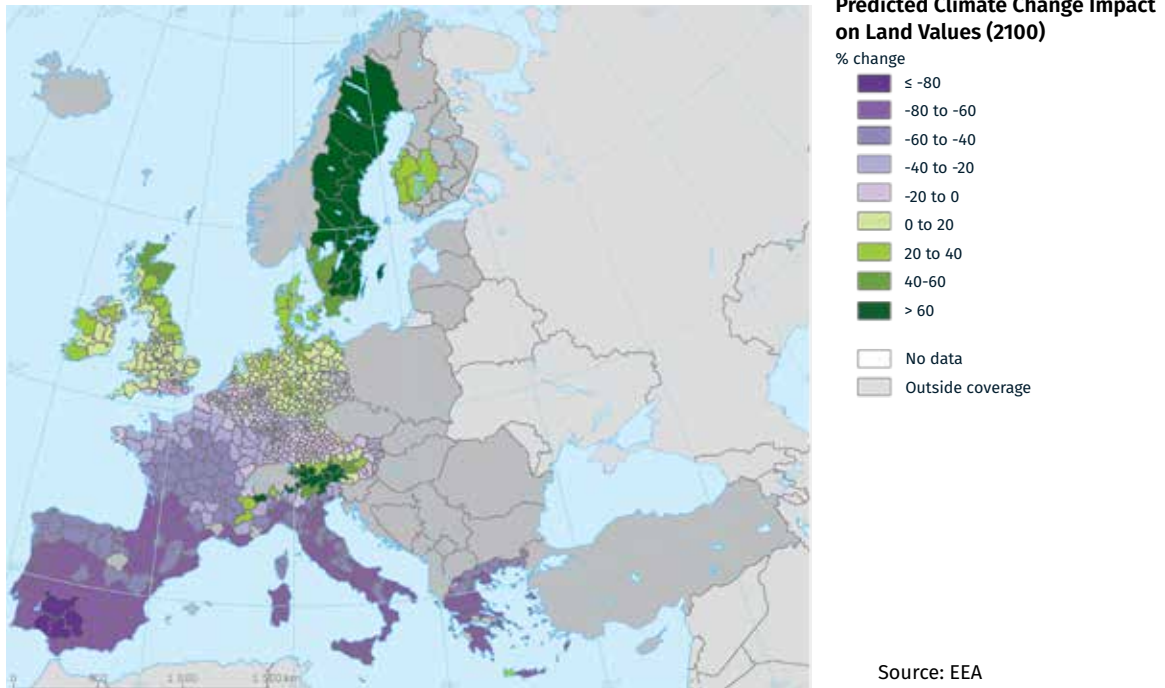 Predicted Climate Change Impact
on Land Values (2100)
% change
≤ -80
-80 to -60
-60 to -40
-40 to -20
-20 to 0
0 to 20
20 to 40
40-60
> 60
No data
Outside coverage
Source: EEA